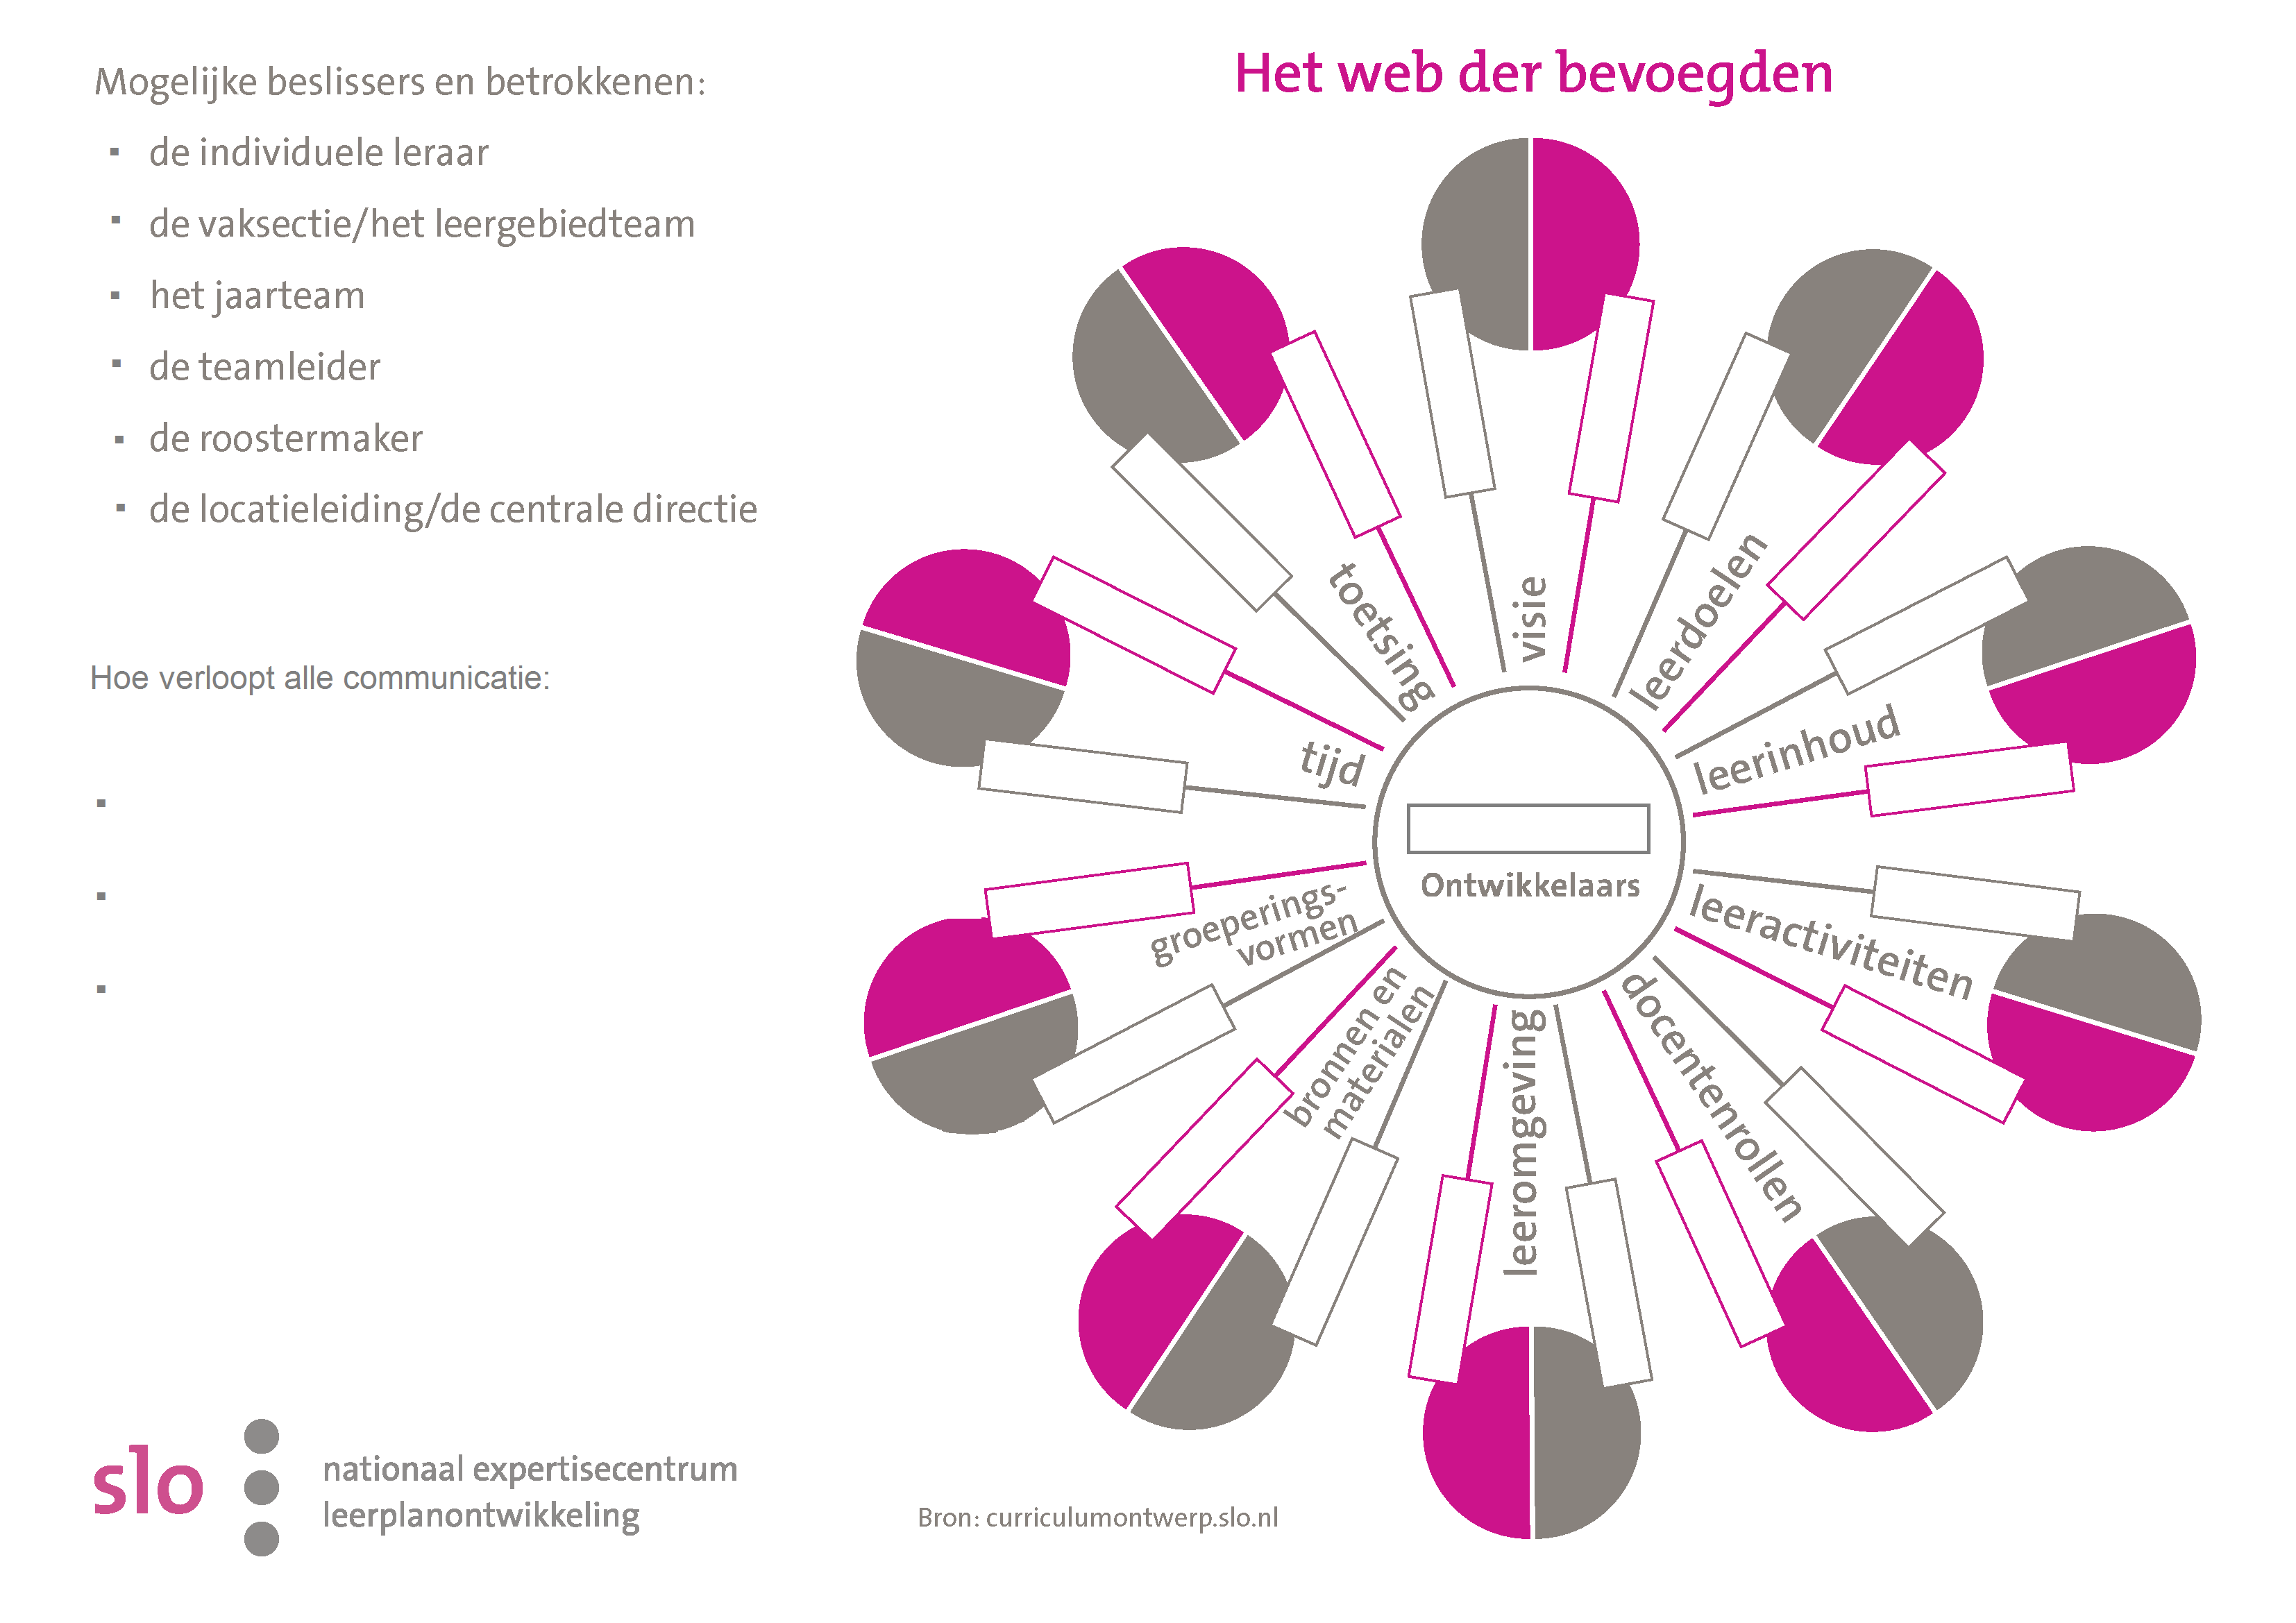 Mogelijke beslissers en betrokkenen:
▪ de individuele leraar
▪ de vaksectie/het leergebiedteam
▪ het jaarteam
▪ de teamleider
▪ de roostermaker
▪ de locatieleiding/de centrale directie
Hoe verloopt alle communicatie:
▪
▪
▪
slo
nationaal expertisecentrum
leerplanontwikkeling
Het web der bevoegden
visie
leerdoelen
leerinhoud
leeractiviteiten
docentenrollen
leeromgeving
bronnen en
materialen
groeperings-
vormen
tijd
toetsing
Ontwikkelaars
Bron: curriculumontwerp.slo.nl